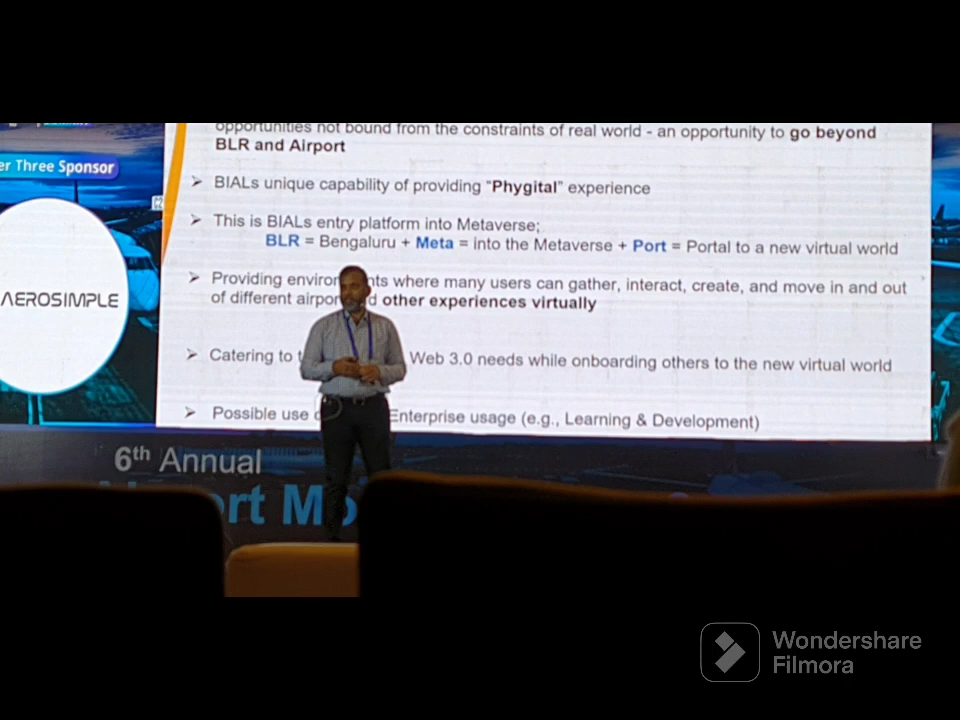 opportunities not bound from the constraints of real world - an opportunity to go beyond
BLR and Airport
er Three Sponsor
➢ BIALs unique capability of providing “Phygital” experience
➢ This is BIALs entry platform into Metaverse;
BLR = Bengaluru + Meta = into the Metaverse + Port = Portal to a new virtual world
➢ Providing environ ts where many users can gather, interact, create, and move in and out
of different airpor d other experiences virtually
AEROSIMPLE
➢ Catering to t Web 3.0 needs while onboarding others to the new virtual world
➢ Possible use Enterprise usage (e.g., Learning & Development)
6th Annual
ort Mo
Wondershare
Filmora